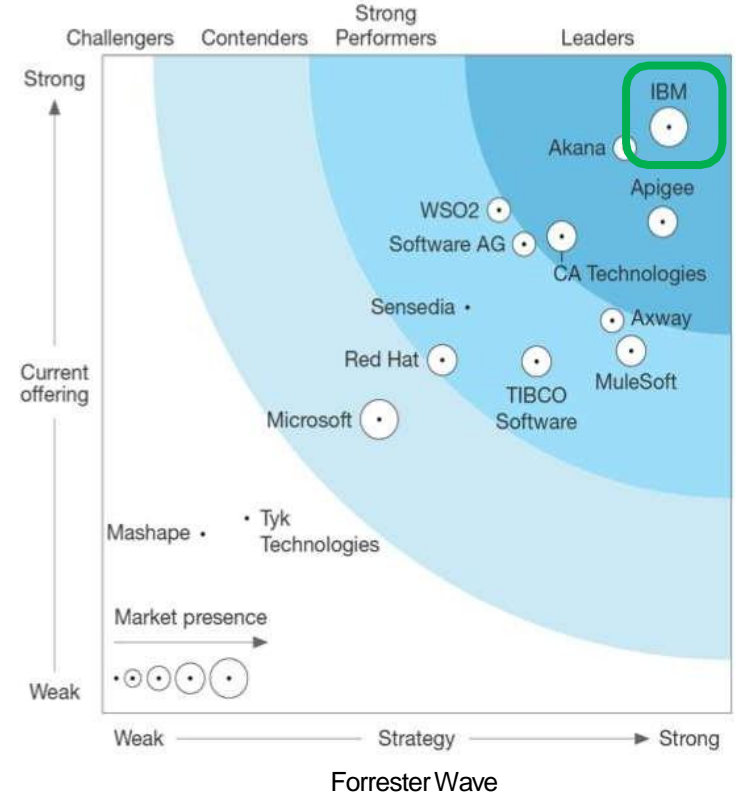 Strong
Challengers Contenders Performers Leaders
Strong
IBM
Akana
Apigee
WSO2
Software AG
CA Technologies
Sensedia
Axway
Red Hat
MuleSoft
Current
offering
TIBCO
Software
Microsoft
Tyk
Technologies
Mashape
Market presence
Weak
Weak Strategy Strong
Forrester Wave